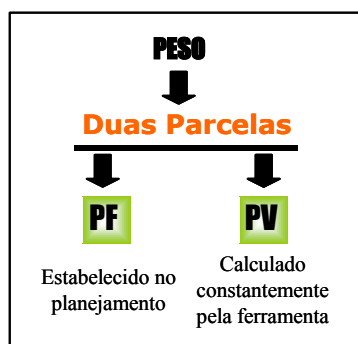 PESO
Duas Parcelas
PF
PV
Estabelecido no
planejamento
Calculado
constantemente
pela ferramenta